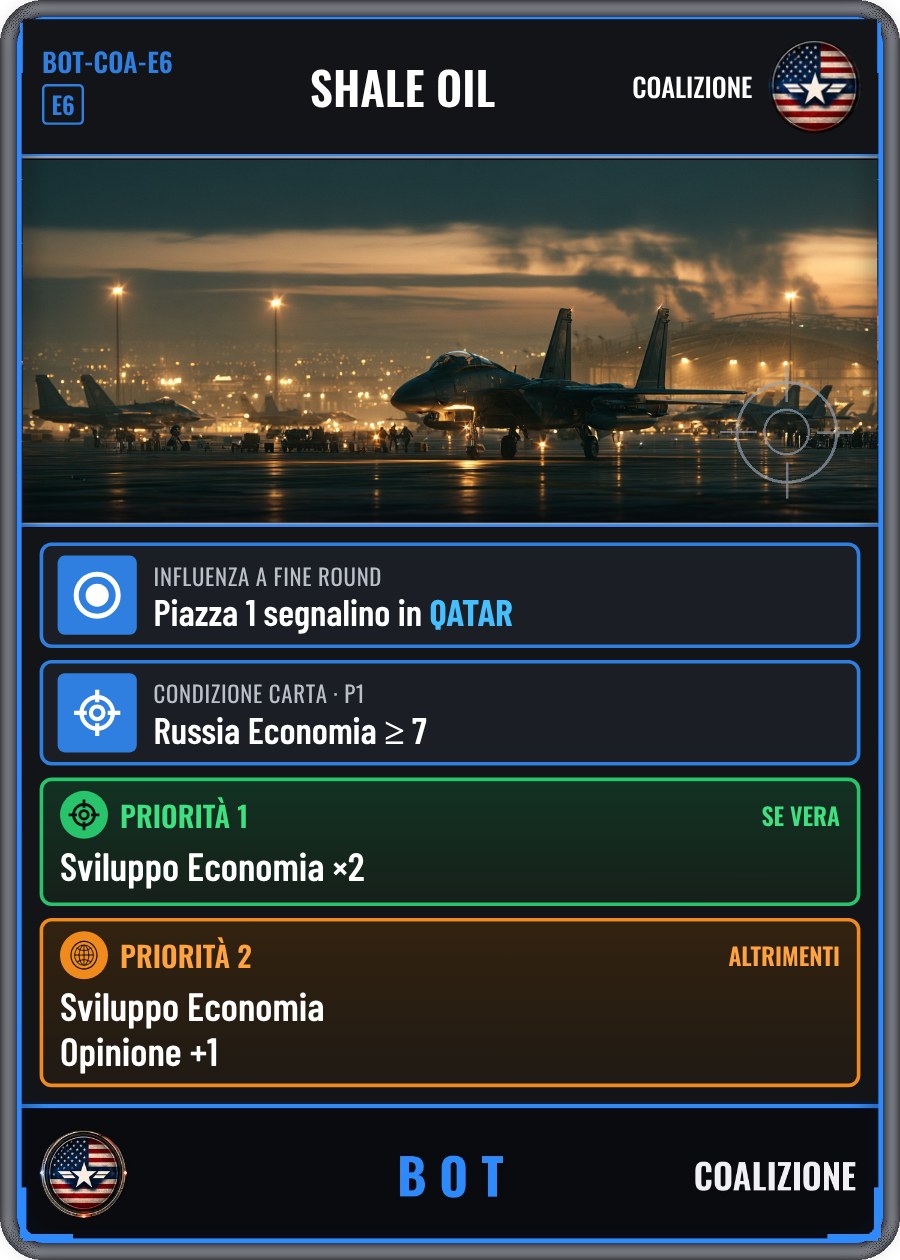 BOT-COA-E6
E6
SHALE OIL
COALIZIONE
INFLUENZA A FINE ROUND
Piazza 1 segnalino in QATAR
CONDIZIONE CARTA · P1
Russia Economia ≥ 7
PRIORITÀ 1
SE VERA
Sviluppo Economia ×2
PRIORITÀ 2
ALTRIMENTI
Sviluppo Economia
Opinione +1
BOT
COALIZIONE